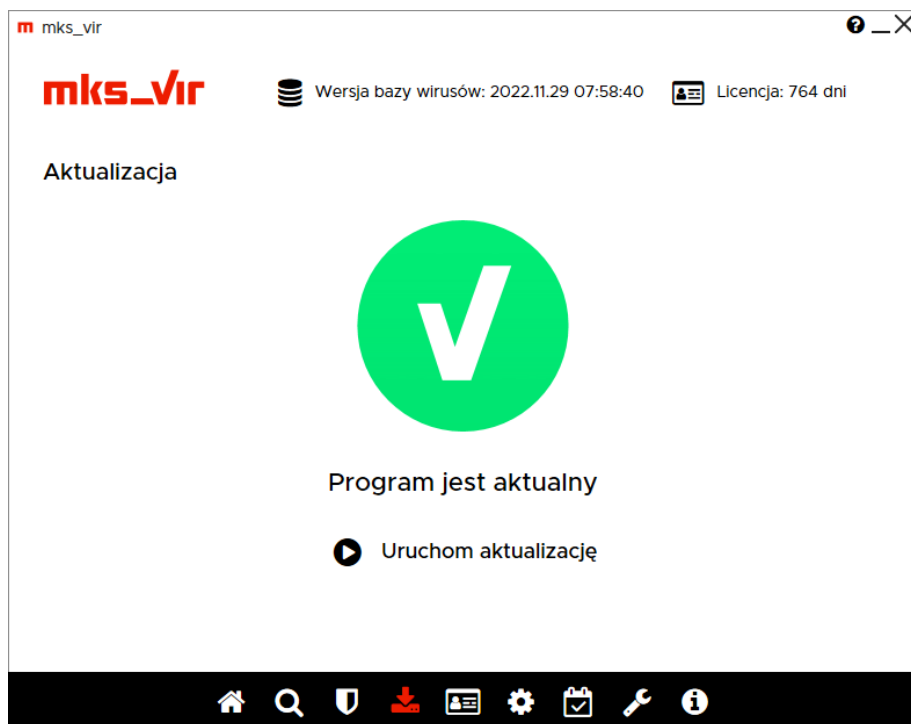 mks_vir
mks_vir
Wersja bazy wirusów: 2022.11.29 07:58:40
Licencja: 764 dni
Aktualizacja
Program jest aktualny
Uruchom aktualizację